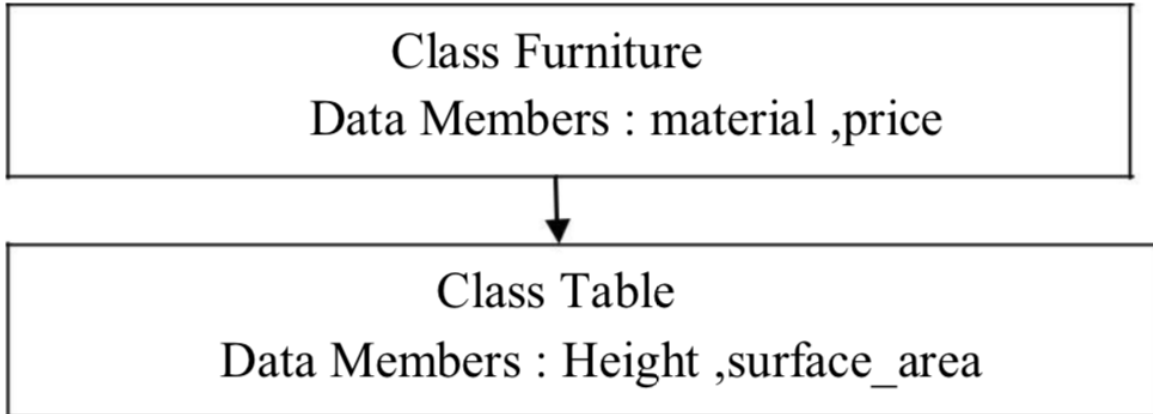 Class Furniture
Data Members : material ,price
Class Table
Data Members : Height ,surface_area